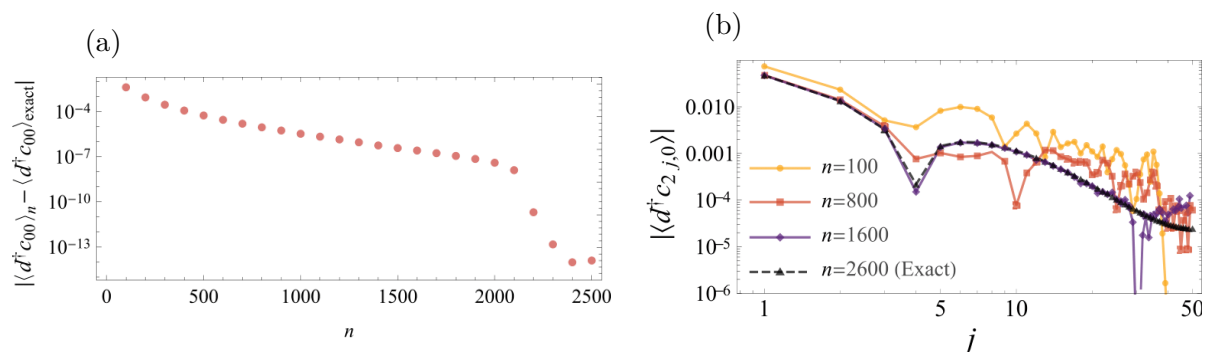 (a)
|⟨d†c₀₀⟩ₙ − ⟨d†c₀₀⟩exact|
10⁻⁴
10⁻⁷
10⁻¹⁰
10⁻¹³
0 500 1000 1500 2000 2500
n
(b)
|⟨d†c₂ⱼ,₀⟩|
0.010
0.001
10⁻⁴
10⁻⁵
10⁻⁶
n=100
n=800
n=1600
n=2600 (Exact)
1 5 10 50
j